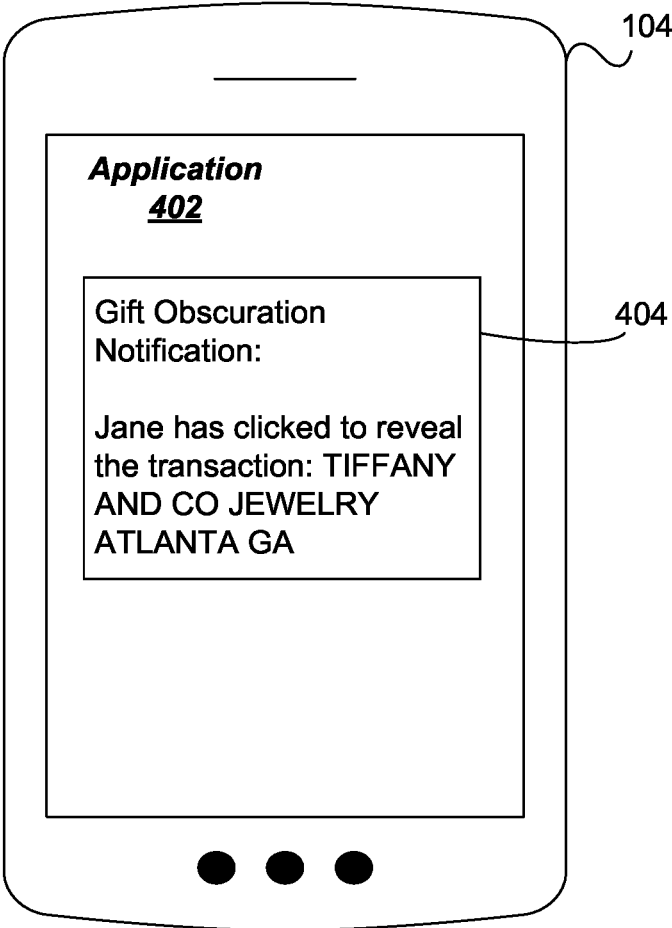 104
Application
402
Gift Obscuration
Notification:
404
Jane has clicked to reveal
the transaction: TIFFANY
AND CO JEWELRY
ATLANTA GA